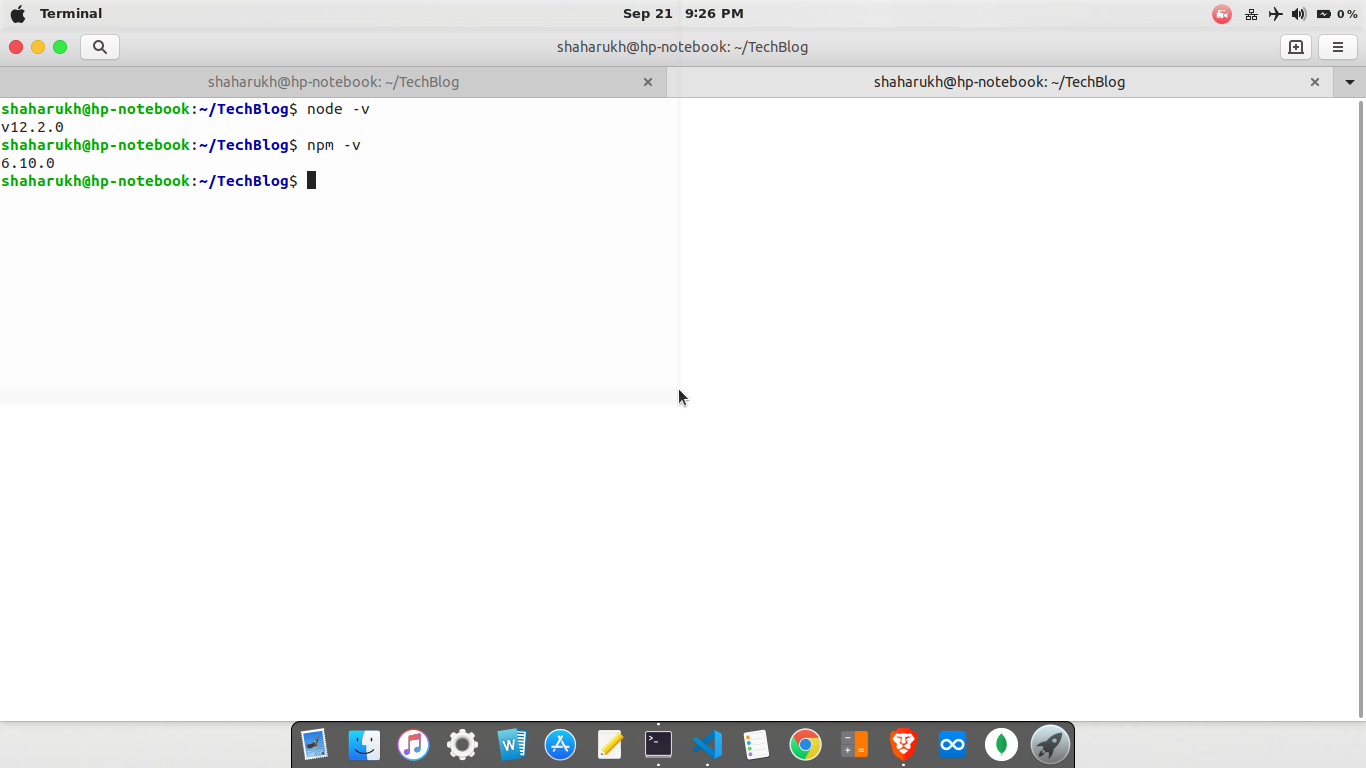 Terminal
Sep 21 9:26 PM
0 %
shaharukh@hp-notebook: ~/TechBlog
shaharukh@hp-notebook: ~/TechBlog
shaharukh@hp-notebook: ~/TechBlog
shaharukh@hp-notebook:~/TechBlog$ node -v
v12.2.0
shaharukh@hp-notebook:~/TechBlog$ npm -v
6.10.0
shaharukh@hp-notebook:~/TechBlog$